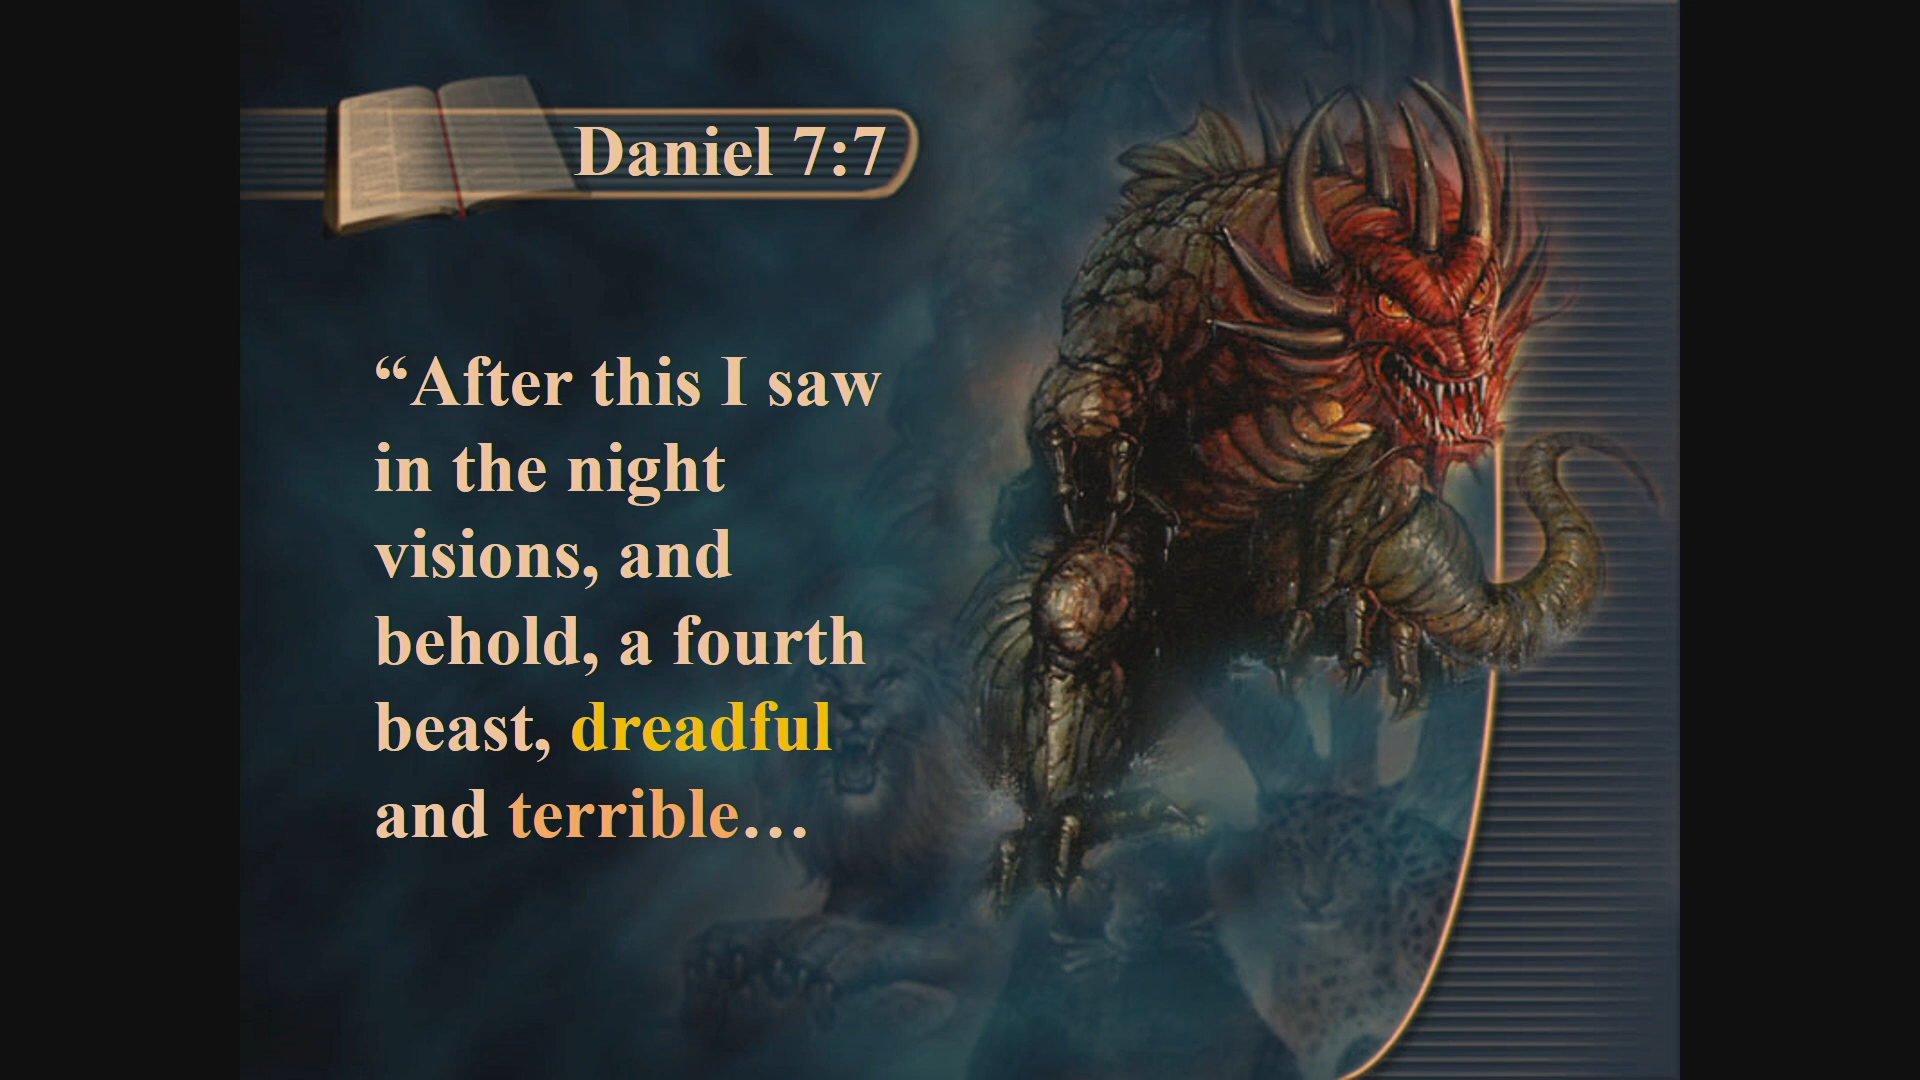 Daniel 7:7
“After this I saw
in the night
visions, and
behold, a fourth
beast, dreadful
and terrible…